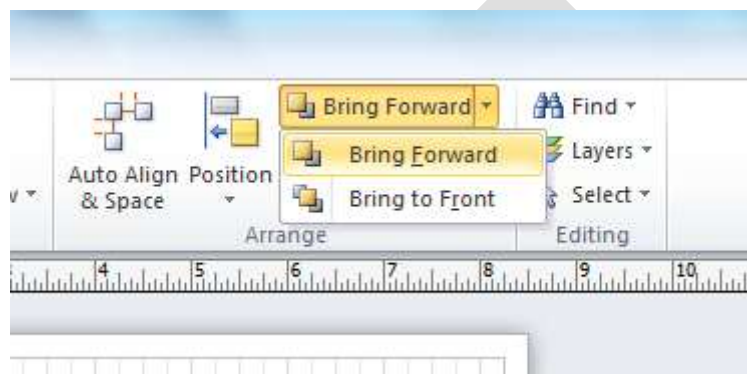 Bring Forward
Find
Bring Forward
Layers
Auto Align
& Space
Position
Bring to Front
Select
Arrange
Editing
4 5 6 7 8 9 10